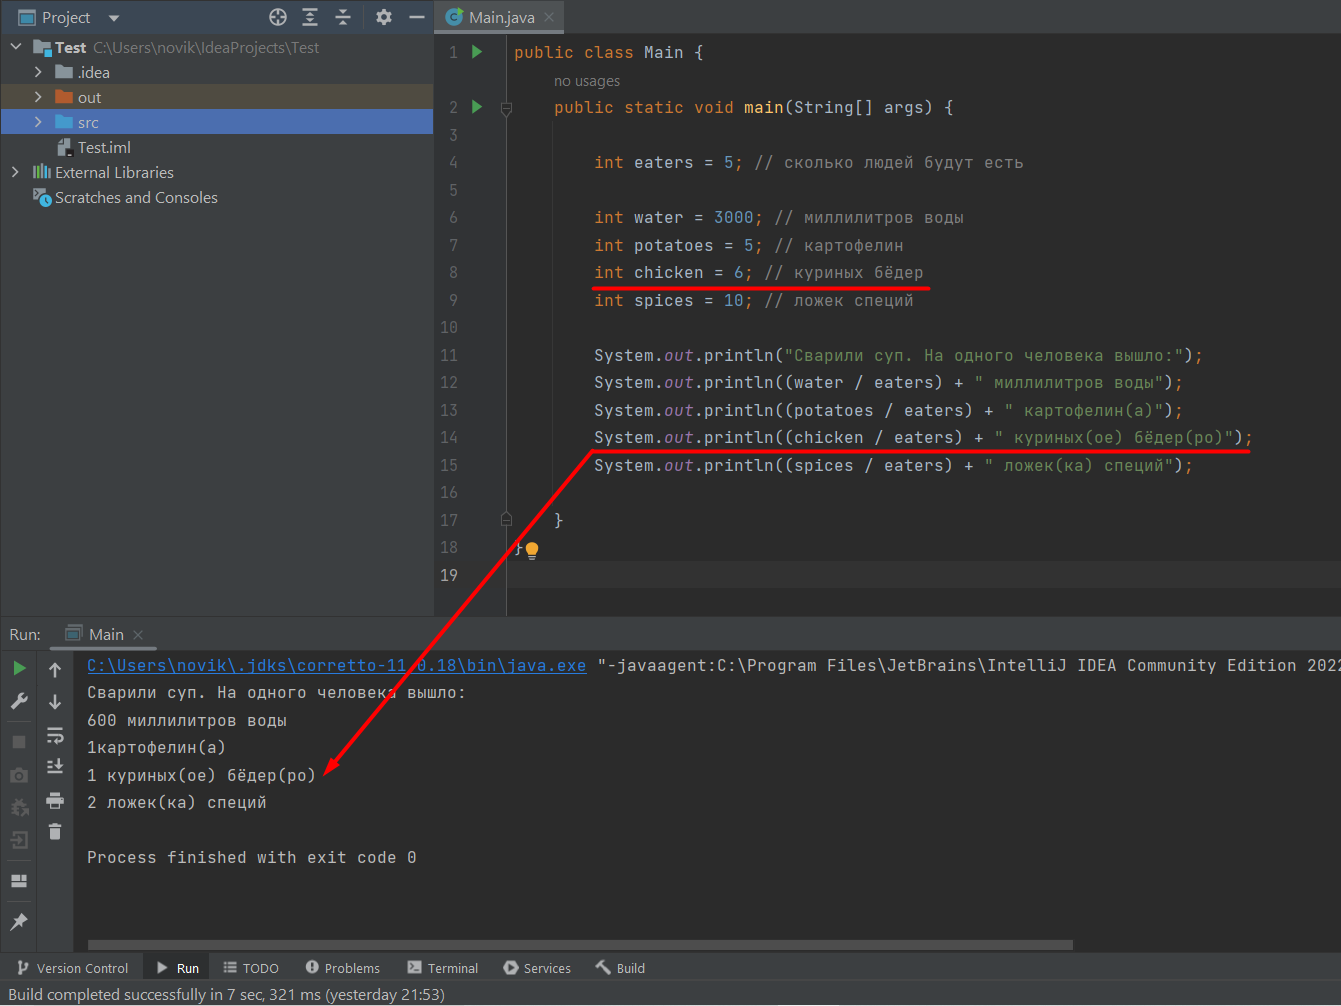 Project
Main.java
Test C:\Users\novik\IdeaProjects\Test
.idea
out
src
Test.iml
External Libraries
Scratches and Consoles
1 public class Main {
no usages
2 public static void main(String[] args) {
3
4 int eaters = 5; // сколько людей будут есть
5
6 int water = 3000; // миллилитров воды
7 int potatoes = 5; // картофелин
8 int chicken = 6; // куриных бёдер
9 int spices = 10; // ложек специй
10
11 System.out.println("Сварили суп. На одного человека вышло:");
12 System.out.println((water / eaters) + " миллилитров воды");
13 System.out.println((potatoes / eaters) + " картофелин(а)");
14 System.out.println((chicken / eaters) + " куриных(ое) бёдер(ро)");
15 System.out.println((spices / eaters) + " ложек(ка) специй");
16
17 }
18 }
19
Run: Main
C:\Users\novik\.jdks\corretto-11.0.18\bin\java.exe "-javaagent:C:\Program Files\JetBrains\IntelliJ IDEA Community Edition 2022
Сварили суп. На одного человека вышло:
600 миллилитров воды
1картофелин(а)
1 куриных(ое) бёдер(ро)
2 ложек(ка) специй
Process finished with exit code 0
Version Control Run TODO Problems Terminal Services Build
Build completed successfully in 7 sec, 321 ms (yesterday 21:53)